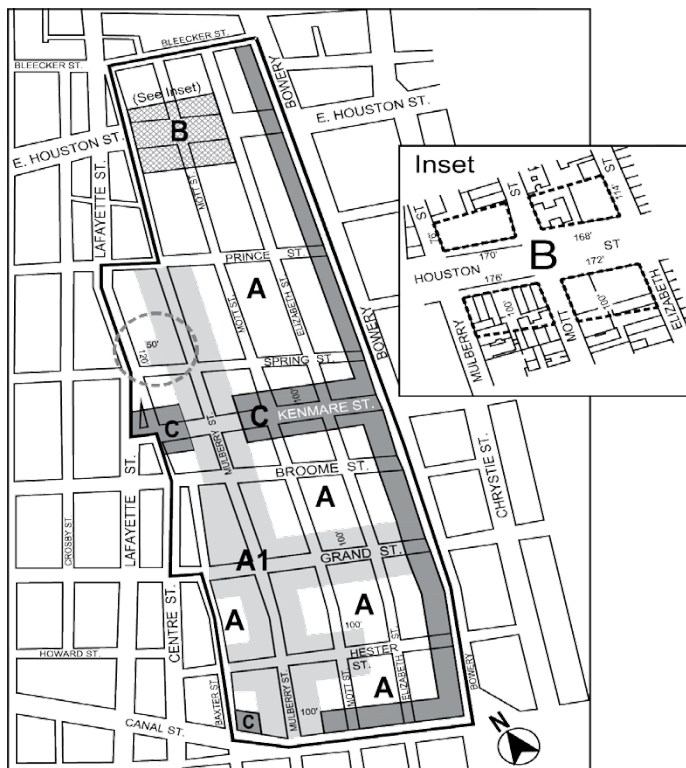 BLEECKER ST.
BLEECKER ST.
(See Inset)
B
BOWERY
E. HOUSTON ST.
E. HOUSTON ST.
LAFAYETTE ST.
MOTT ST.
PRINCE ST.
A
MOTT ST.
ELIZABETH ST.
BOWERY
50'
120'
SPRING ST.
100'
C
C
KENMARE ST.
MULBERRY ST.
BROOME ST.
CROSBY ST.
LAFAYETTE ST.
A
CHRYSTIE ST.
100'
A1
GRAND ST.
CENTRE ST.
A
A
100'
HOWARD ST.
HESTER ST.
BAXTER ST.
MULBERRY ST.
MOTT ST.
ELIZABETH ST.
A
BOWERY
100'
C
CANAL ST.
N
Inset
ST
ST
ST
76'
114'
170'
168'
HOUSTON
B
ST
176'
172'
100'
100'
MULBERRY
MOTT
ELIZABETH